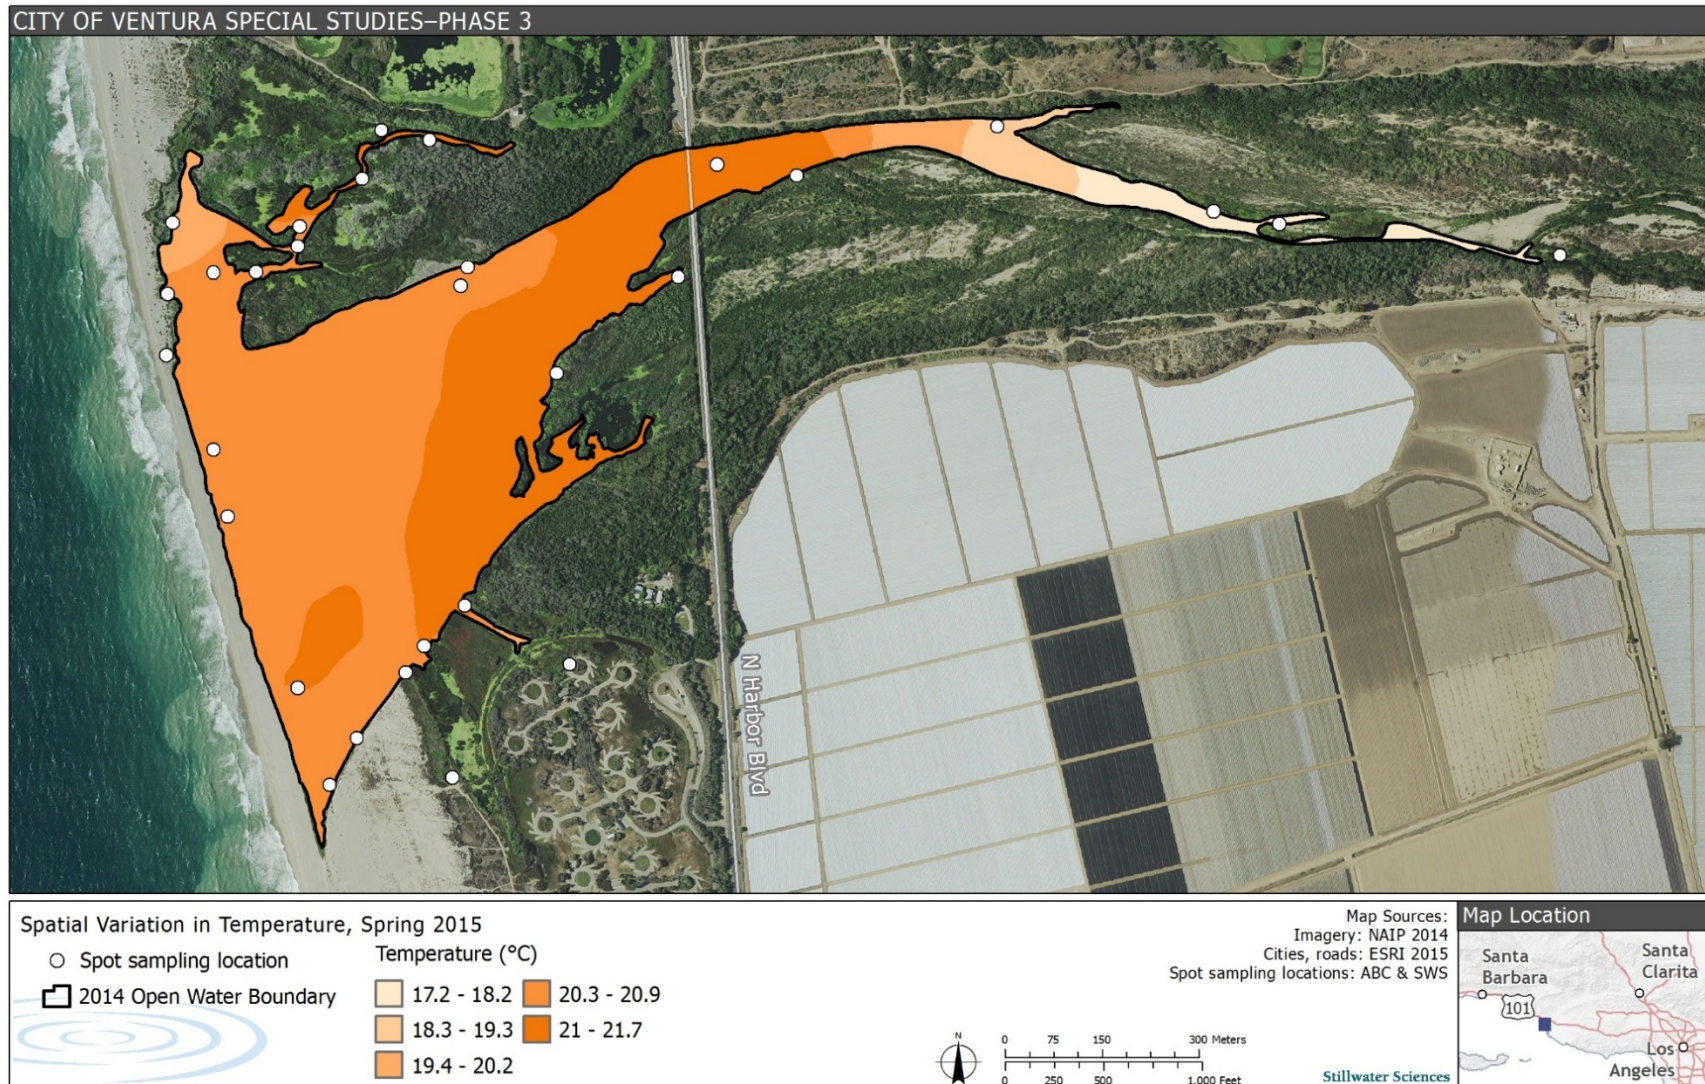 CITY OF VENTURA SPECIAL STUDIES–PHASE 3
N Harbor Blvd
Spatial Variation in Temperature, Spring 2015
Spot sampling location
2014 Open Water Boundary
Temperature (°C)
17.2 - 18.2
18.3 - 19.3
19.4 - 20.2
20.3 - 20.9
21 - 21.7
Map Sources:
Imagery: NAIP 2014
Cities, roads: ESRI 2015
Spot sampling locations: ABC & SWS
N
0 75 150 300 Meters
0 250 500 1,000 Feet
Stillwater Sciences
Map Location
Santa
Barbara
Santa
Clarita
101
Los
Angeles